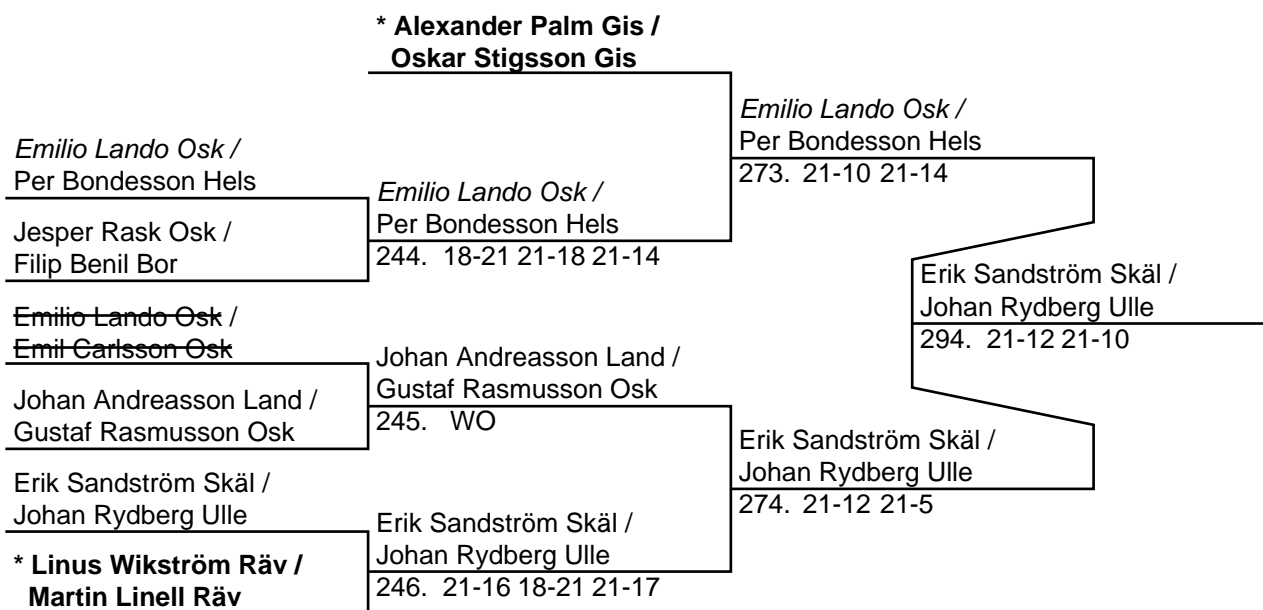 * Alexander Palm Gis /
Oskar Stigsson Gis
Emilio Lando Osk /
Per Bondesson Hels
Jesper Rask Osk /
Filip Benil Bor
Emilio Lando Osk /
Emil Carlsson Osk
Johan Andreasson Land /
Gustaf Rasmusson Osk
Erik Sandström Skäl /
Johan Rydberg Ulle
* Linus Wikström Räv /
Martin Linell Räv
Emilio Lando Osk /
Per Bondesson Hels
244. 18-21 21-18 21-14
Johan Andreasson Land /
Gustaf Rasmusson Osk
245. WO
Erik Sandström Skäl /
Johan Rydberg Ulle
246. 21-16 18-21 21-17
Emilio Lando Osk /
Per Bondesson Hels
273. 21-10 21-14
Erik Sandström Skäl /
Johan Rydberg Ulle
274. 21-12 21-5
Erik Sandström Skäl /
Johan Rydberg Ulle
294. 21-12 21-10